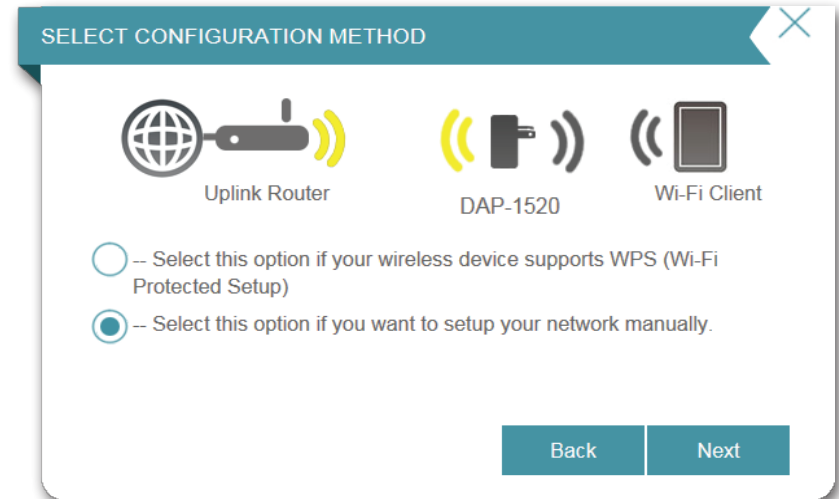 SELECT CONFIGURATION METHOD
Uplink Router
DAP-1520
Wi-Fi Client
-- Select this option if your wireless device supports WPS (Wi-Fi
Protected Setup)
-- Select this option if you want to setup your network manually.
Back
Next